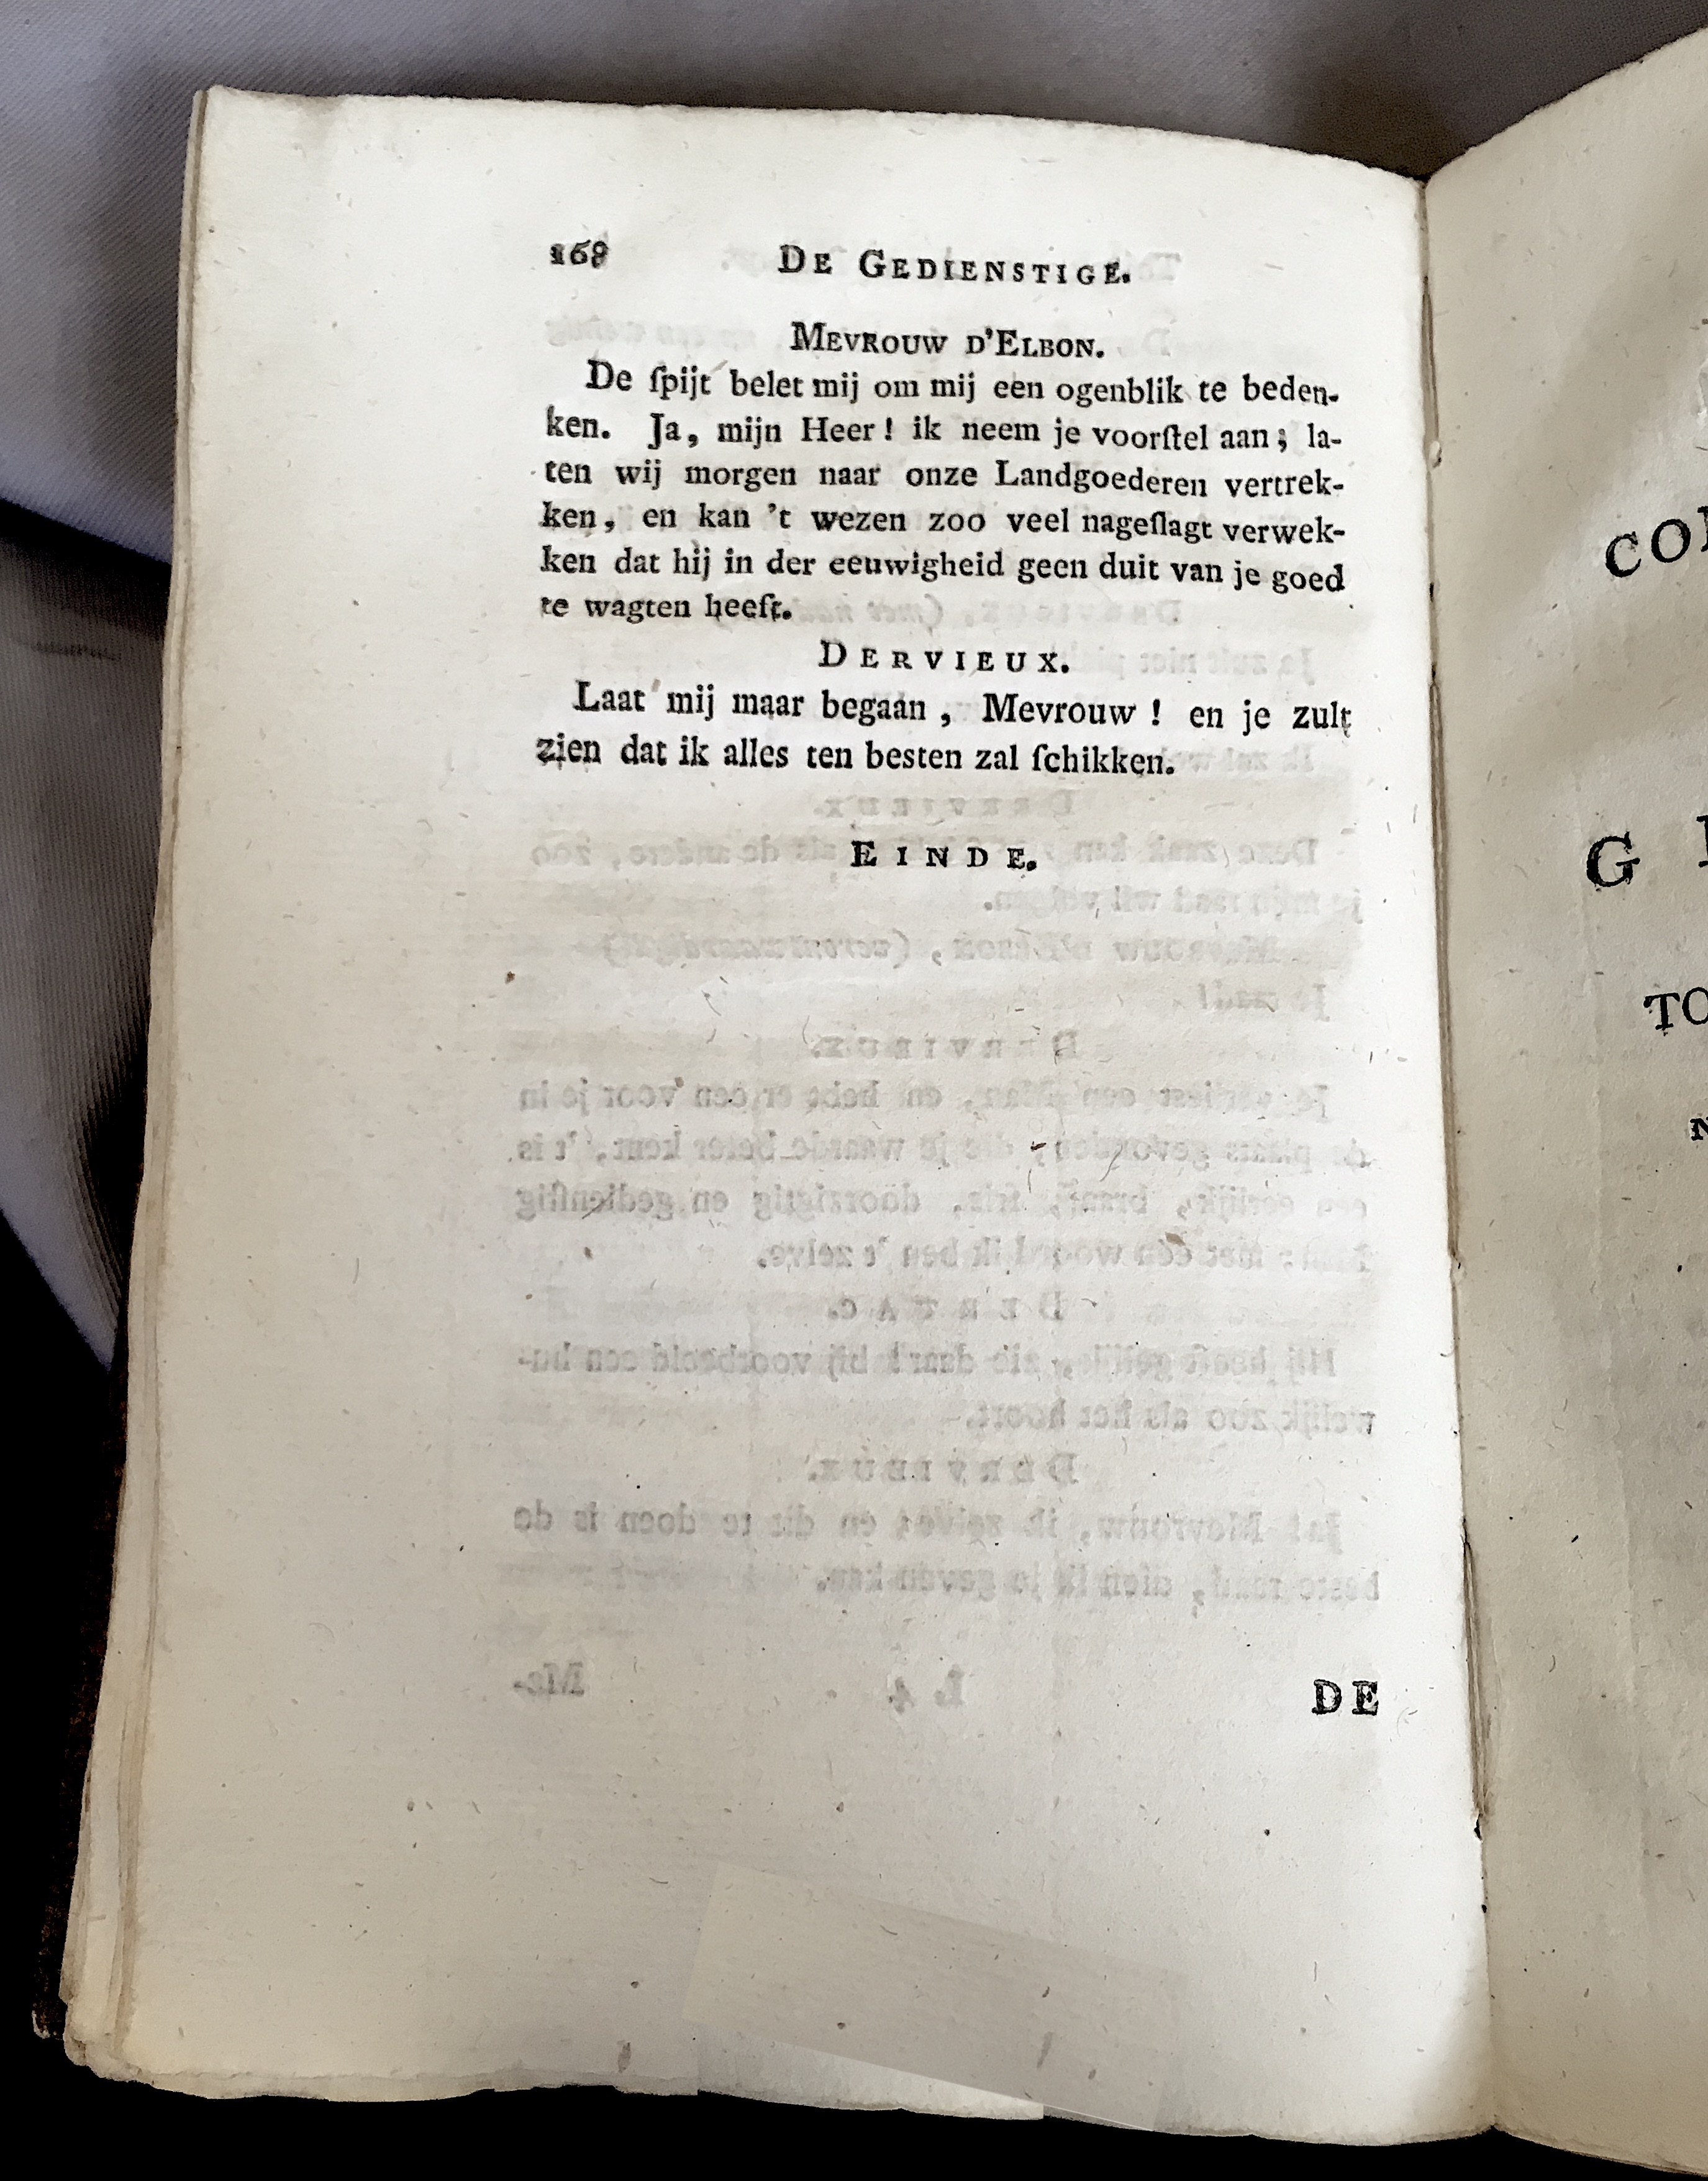 168 DE GEDIENSTIGE.
MEVROUW D'ELBON.
De ſpijt belet mij om mij een ogenblik te beden-
ken. Ja, mijn Heer! ik neem je voorſtel aan; la-
ten wij morgen naar onze Landgoederen vertrek-
ken, en kan 't wezen zoo veel nageſlagt verwek-
ken dat hij in der eeuwigheid geen duit van je goed
te wagten heeft.
DERVIEUX.
Laat mij maar begaan, Mevrouw! en je zult
zien dat ik alles ten besten zal ſchikken.
EINDE.
DE
G
TO